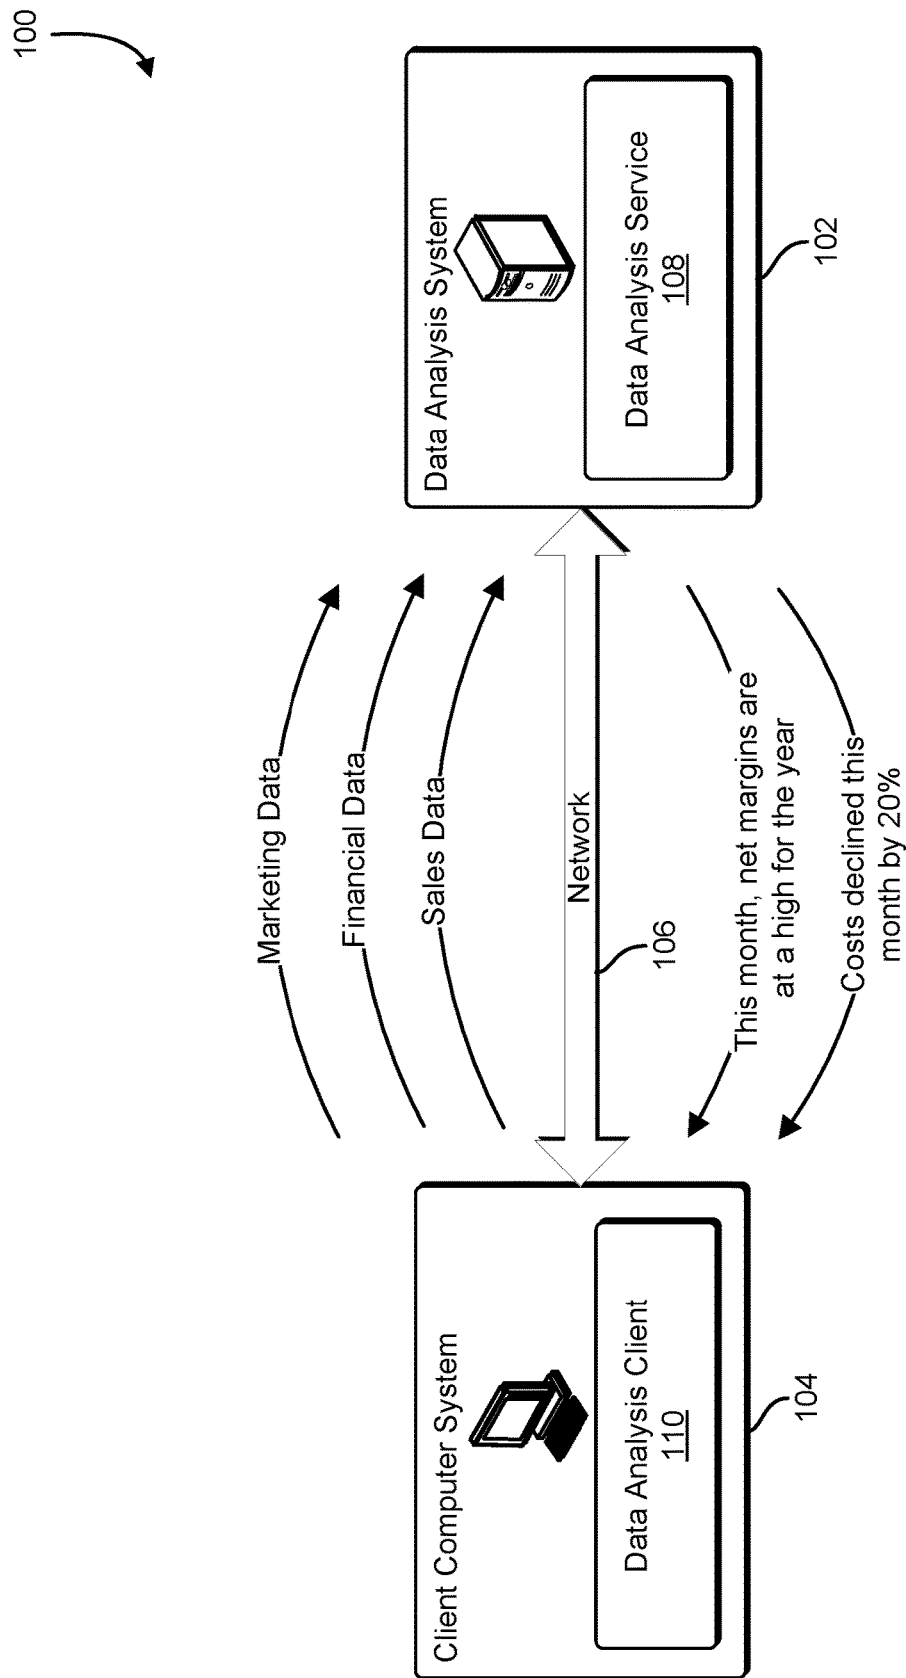 100
Marketing Data
Financial Data
Sales Data
Client Computer System
Data Analysis Client
110
104
Network
106
Data Analysis System
Data Analysis Service
108
102
This month, net margins are
at a high for the year
Costs declined this
month by 20%